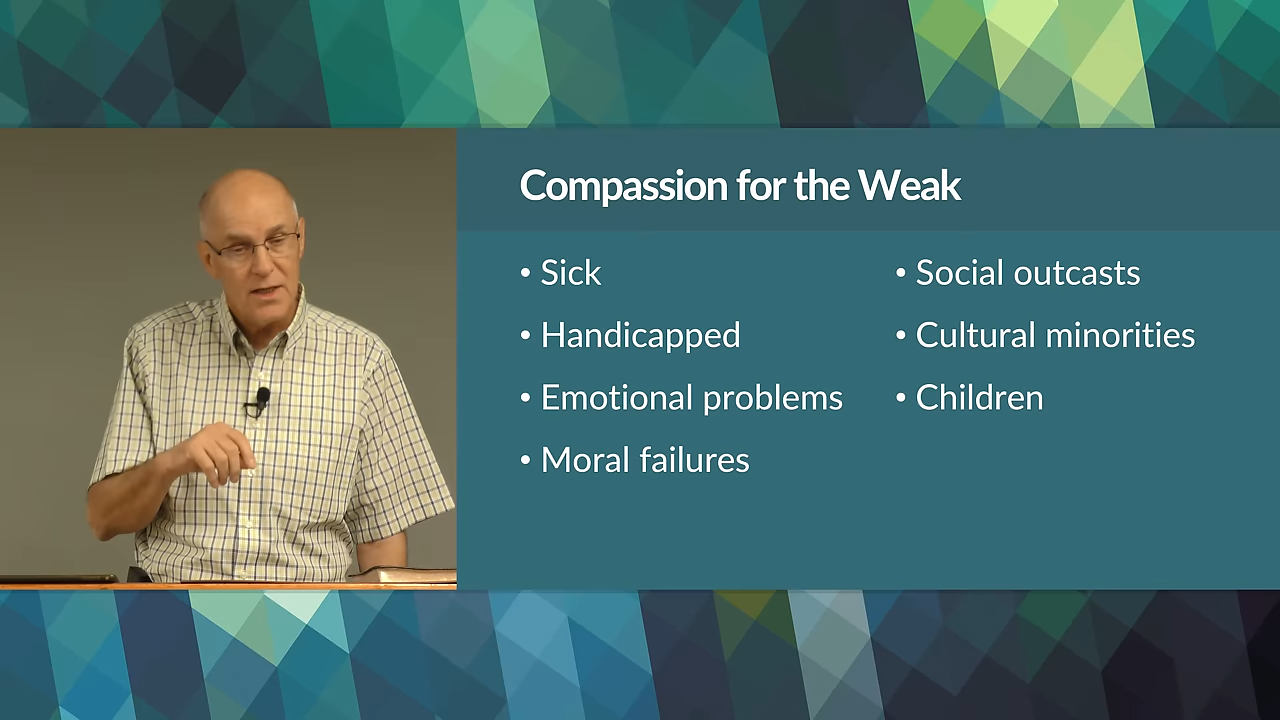 Compassion for the Weak
• Sick
• Handicapped
• Emotional problems
• Moral failures
• Social outcasts
• Cultural minorities
• Children